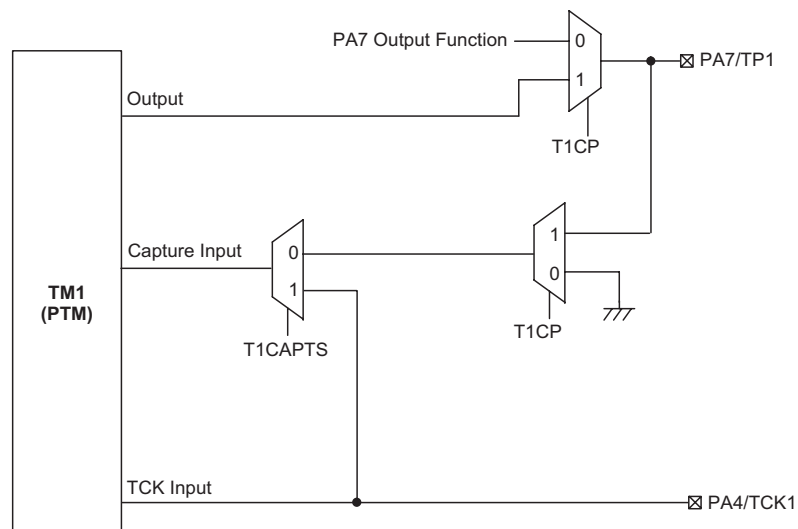 PA7 Output Function
0
PA7/TP1
1
Output
T1CP
1
Capture Input
0
0
1
TM1
(PTM)
T1CP
T1CAPTS
TCK Input
PA4/TCK1